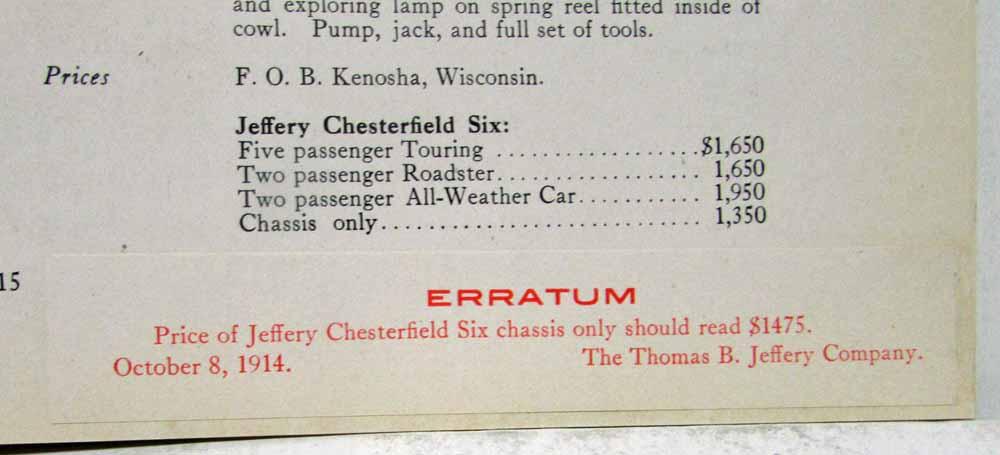 and exploring lamp on spring reel fitted inside of
cowl. Pump, jack, and full set of tools.
Prices F. O. B. Kenosha, Wisconsin.
Jeffery Chesterfield Six:
Five passenger Touring ..................$1,650
Two passenger Roadster.................. 1,650
Two passenger All-Weather Car........... 1,950
Chassis only............................ 1,350
15
ERRATUM
Price of Jeffery Chesterfield Six chassis only should read $1475.
October 8, 1914. The Thomas B. Jeffery Company.